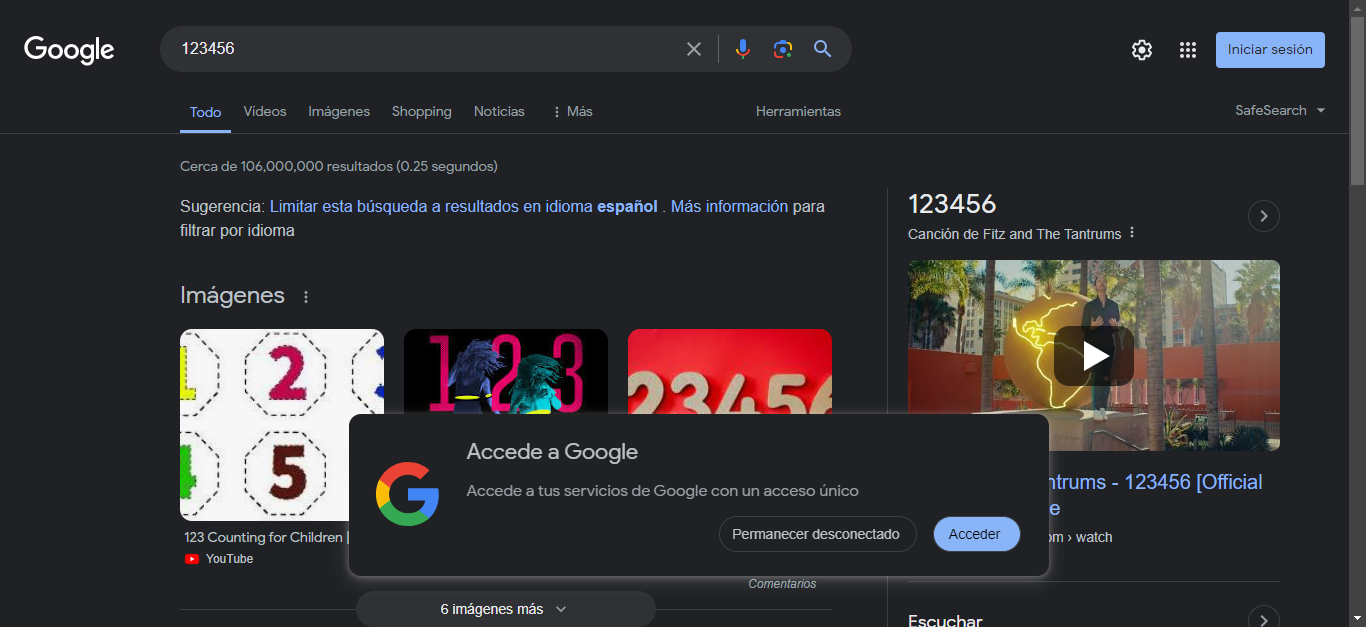 Google
123456
Iniciar sesión
Todo
Vídeos
Imágenes
Shopping
Noticias
Más
Herramientas
SafeSearch
Cerca de 106,000,000 resultados (0.25 segundos)
Sugerencia: Limitar esta búsqueda a resultados en idioma español . Más información para
filtrar por idioma
Imágenes
2
5
123
23456
123 Counting for Children |
YouTube
Accede a Google
Accede a tus servicios de Google con un acceso único
Permanecer desconectado
Acceder
Comentarios
6 imágenes más
123456
Canción de Fitz and The Tantrums
ntrums - 123456 [Official
e
om › watch
Escuchar